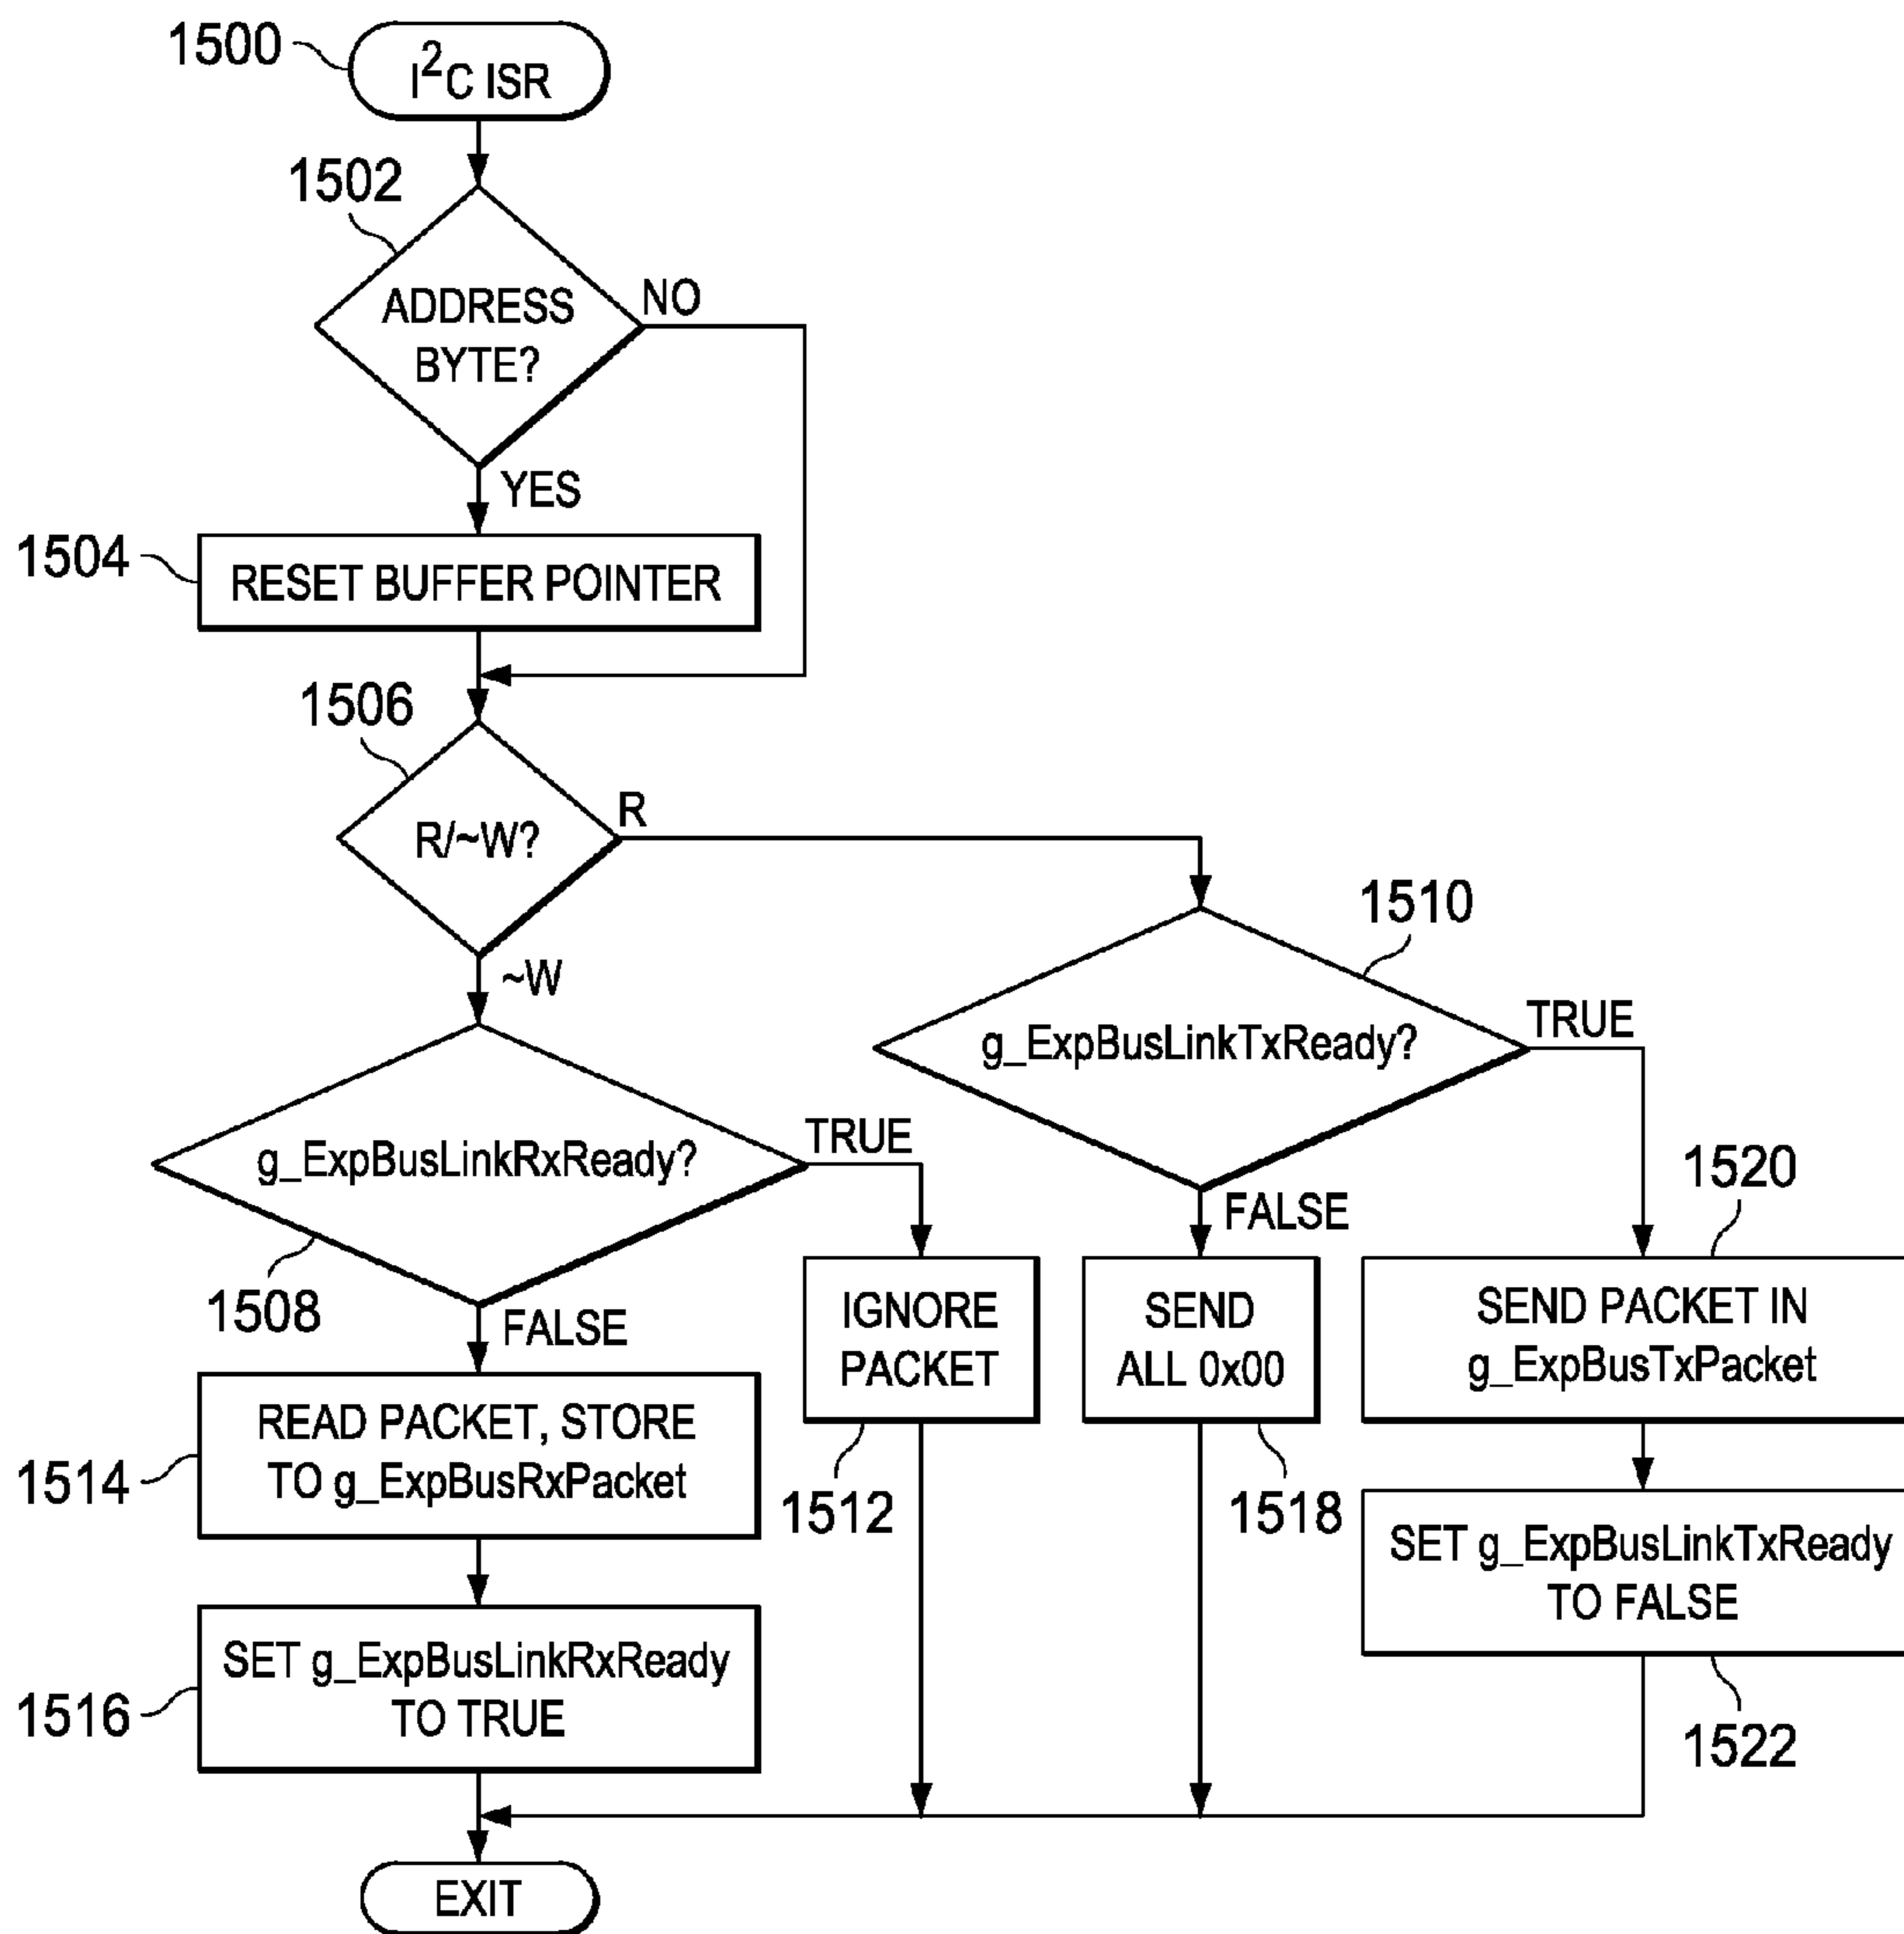 1500
I²C ISR
1502
ADDRESS
BYTE?
NO
YES
1504
RESET BUFFER POINTER
1506
R/~W?
R
~W
1510
g_ExpBusLinkTxReady?
TRUE
FALSE
1508
g_ExpBusLinkRxReady?
TRUE
FALSE
1512
IGNORE
PACKET
1518
SEND
ALL 0x00
1520
SEND PACKET IN
g_ExpBusTxPacket
1514
READ PACKET, STORE
TO g_ExpBusRxPacket
1516
SET g_ExpBusLinkRxReady
TO TRUE
SET g_ExpBusLinkTxReady
TO FALSE
1522
EXIT